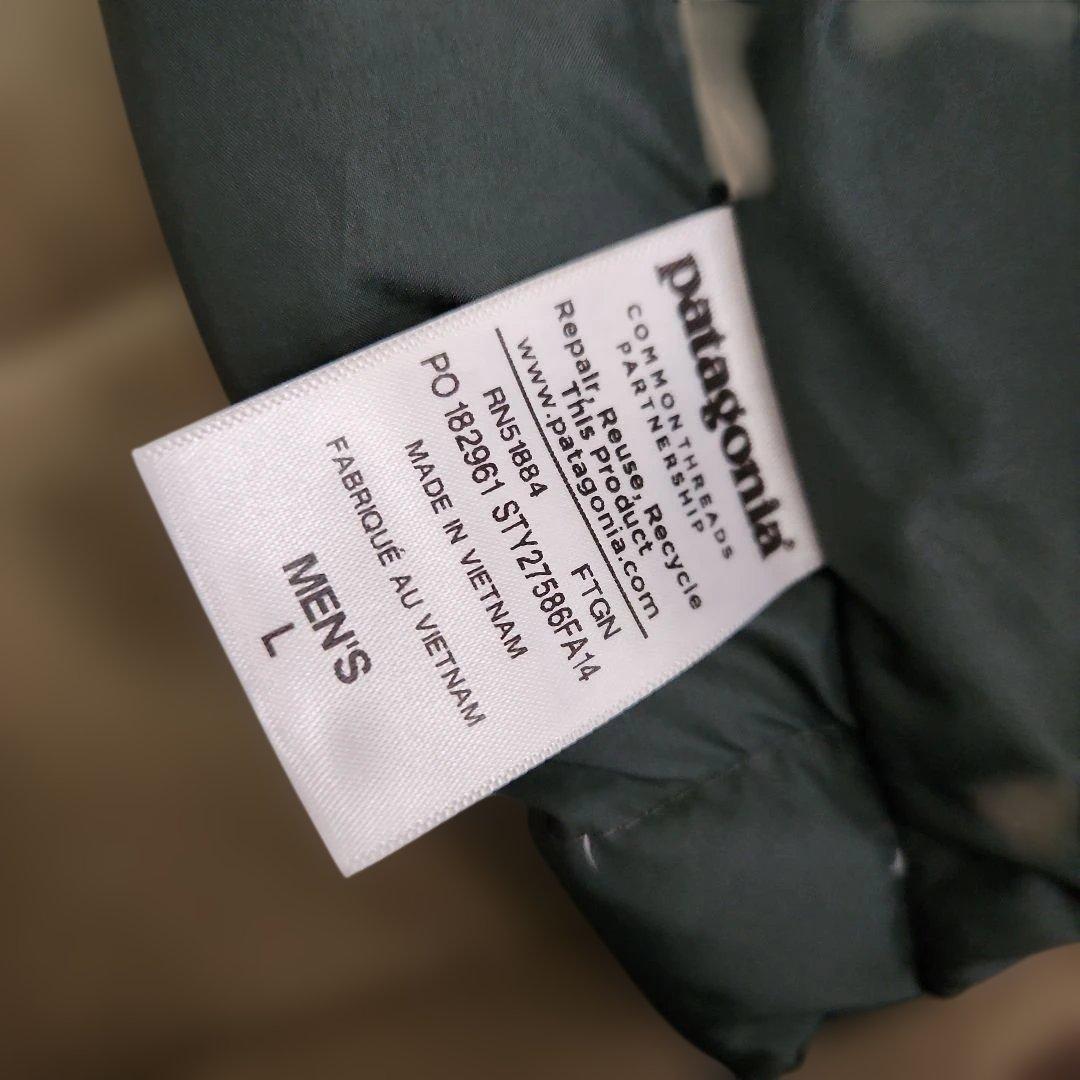 patagonia®
COMMON THREADS
PARTNERSHIP
Repair, Reuse, Recycle
This Product
www.patagonia.com
RN51884 FTGN
PO 182961 STY27586FA14
MADE IN VIETNAM
FABRIQUÉ AU VIETNAM
MEN'S
L